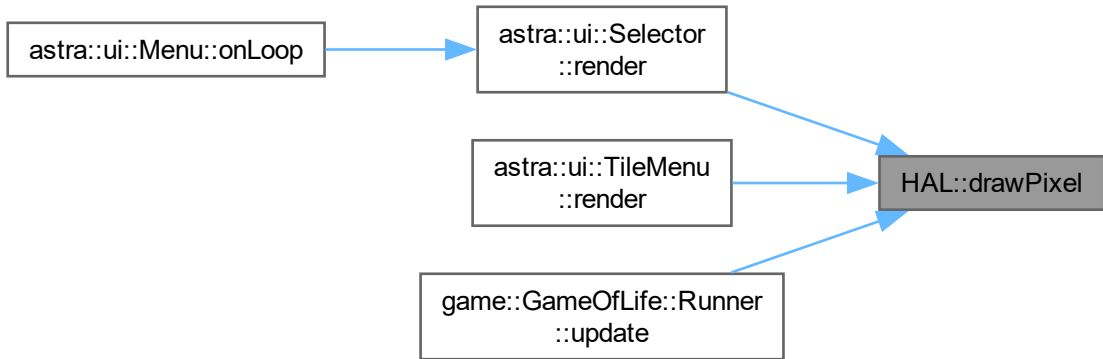 astra::ui::Menu::onLoop
astra::ui::Selector
::render
astra::ui::TileMenu
::render
HAL::drawPixel
game::GameOfLife::Runner
::update